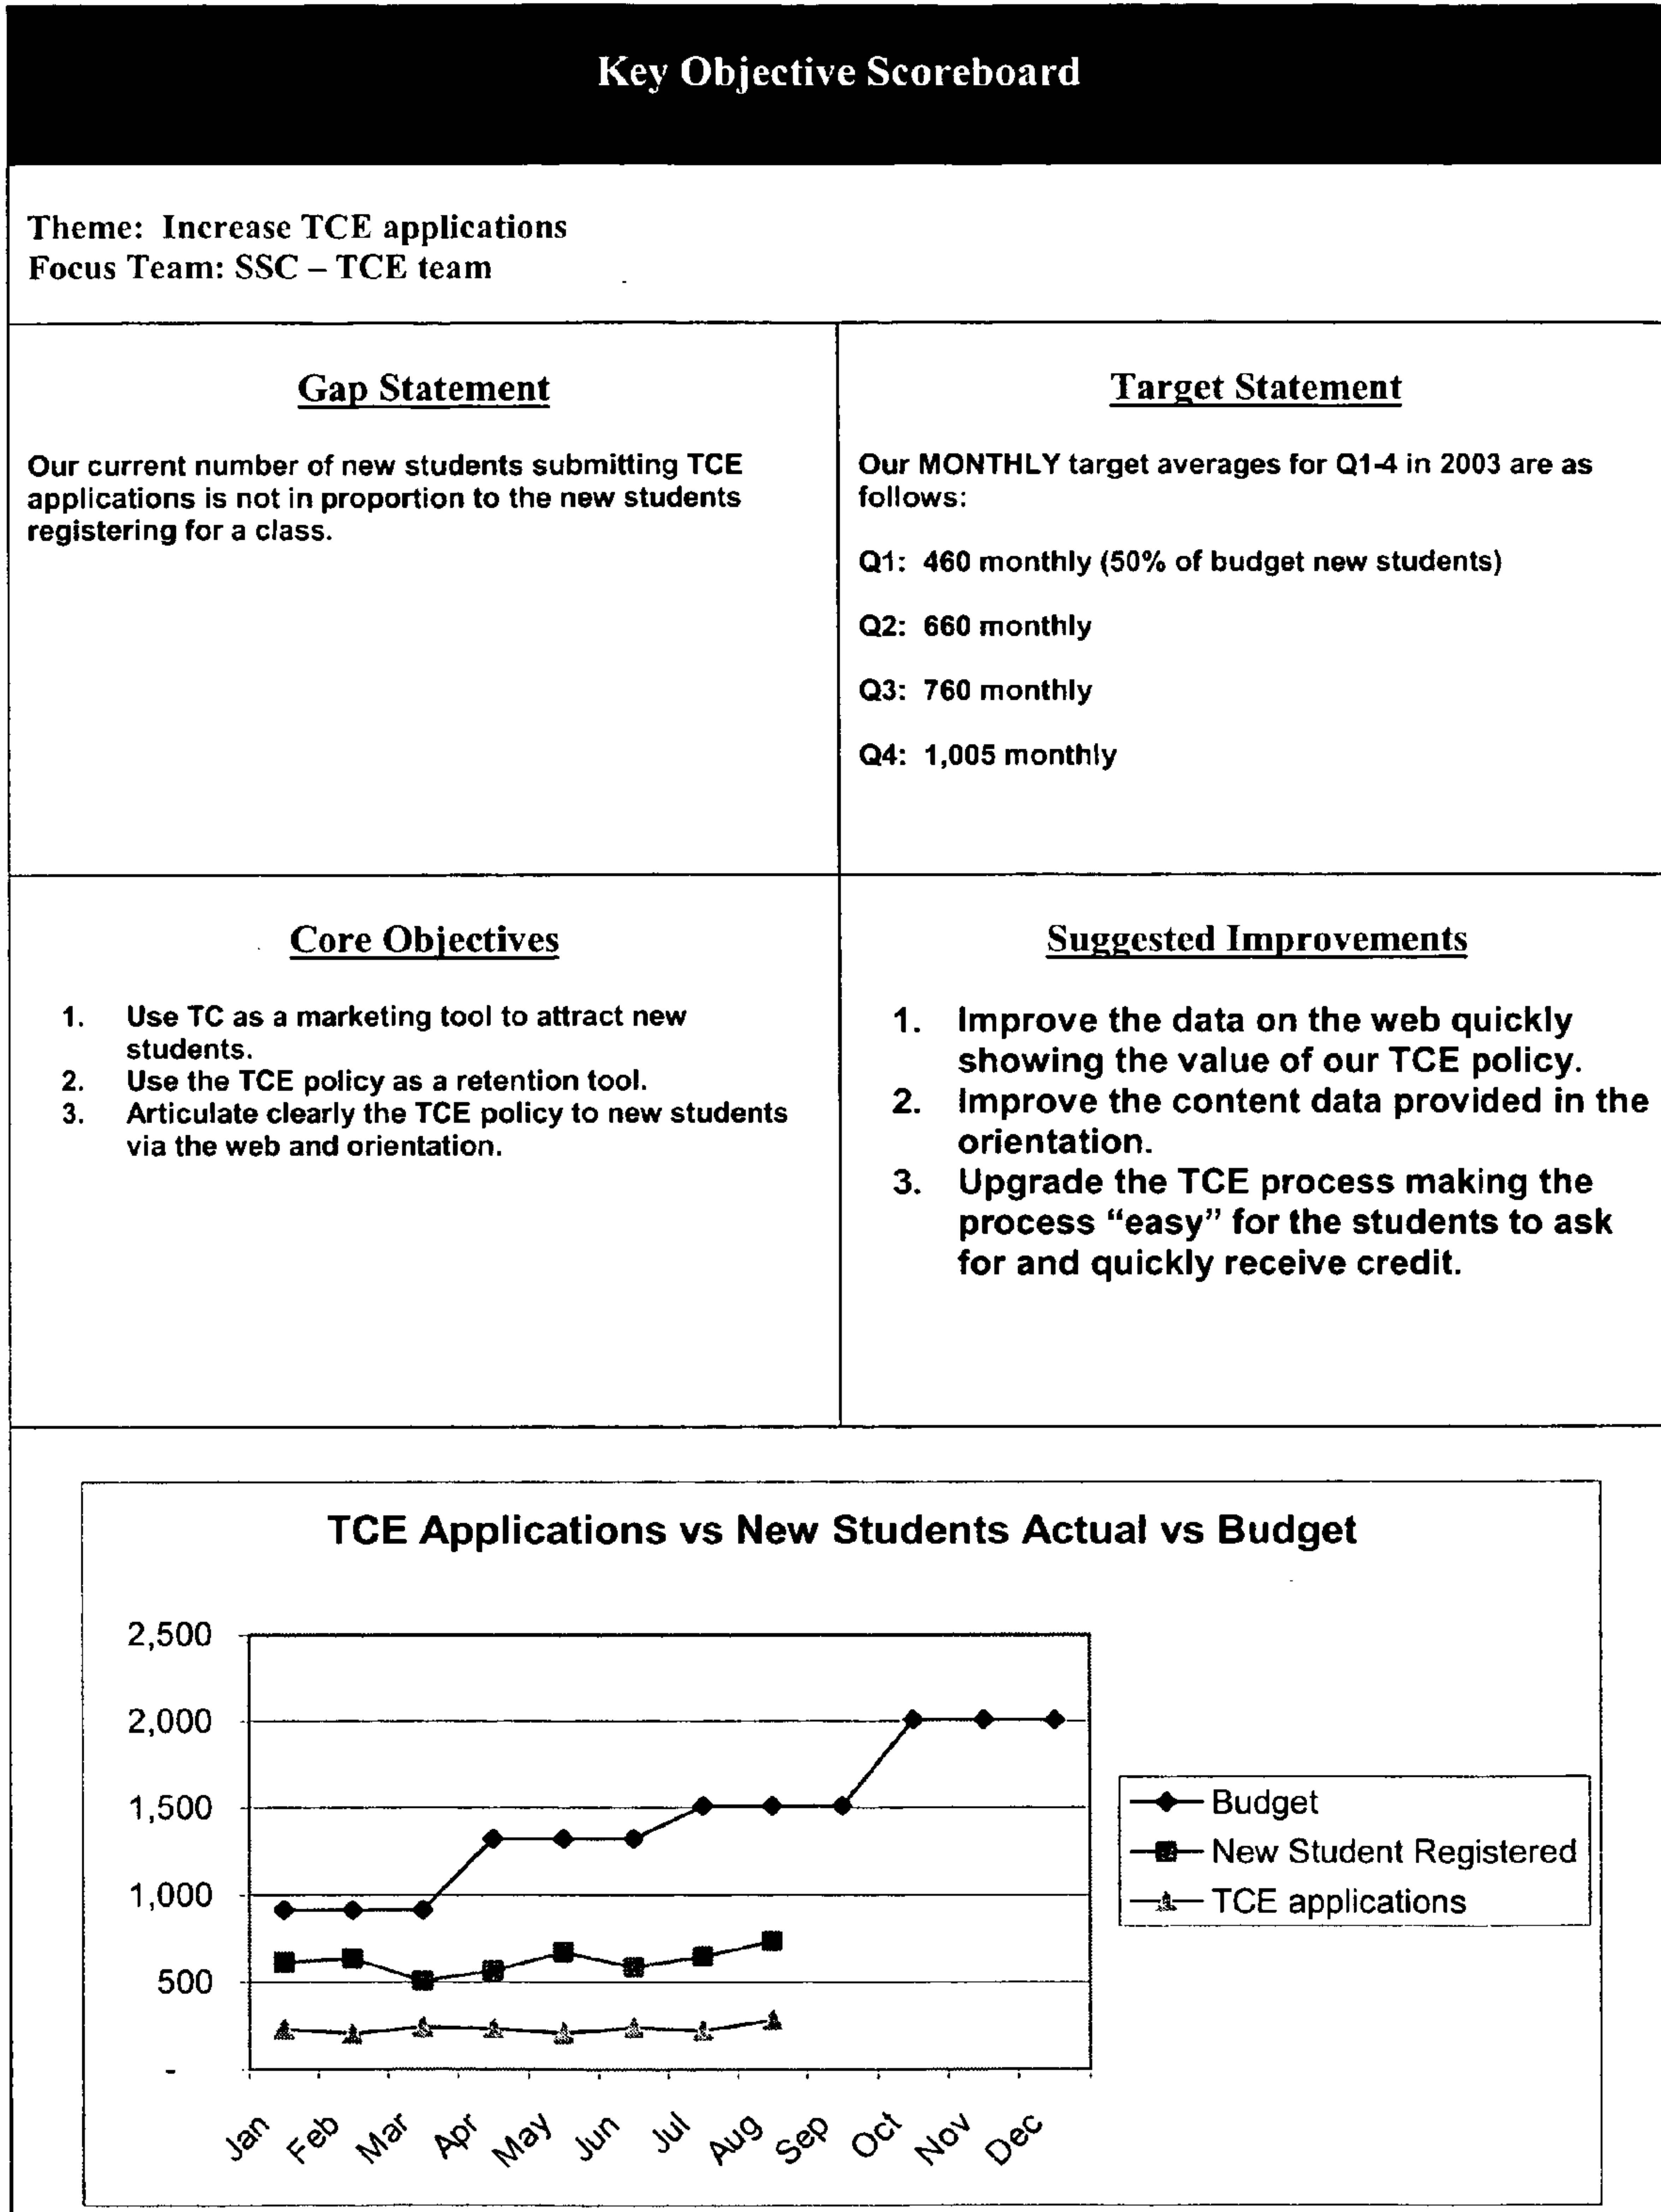 Key Objective Scoreboard
Theme: Increase TCE applications
Focus Team: SSC – TCE team
Gap Statement
Our current number of new students submitting TCE
applications is not in proportion to the new students
registering for a class.
Target Statement
Our MONTHLY target averages for Q1-4 in 2003 are as
follows:
Q1: 460 monthly (50% of budget new students)
Q2: 660 monthly
Q3: 760 monthly
Q4: 1,005 monthly
Core Objectives
1. Use TC as a marketing tool to attract new
students.
2. Use the TCE policy as a retention tool.
3. Articulate clearly the TCE policy to new students
via the web and orientation.
Suggested Improvements
1. Improve the data on the web quickly
showing the value of our TCE policy.
2. Improve the content data provided in the
orientation.
3. Upgrade the TCE process making the
process “easy” for the students to ask
for and quickly receive credit.
TCE Applications vs New Students Actual vs Budget
2,500
2,000
1,500
1,000
500
-
Jan Feb Mar Apr May Jun Jul Aug Sep Oct Nov Dec
Budget
New Student Registered
TCE applications